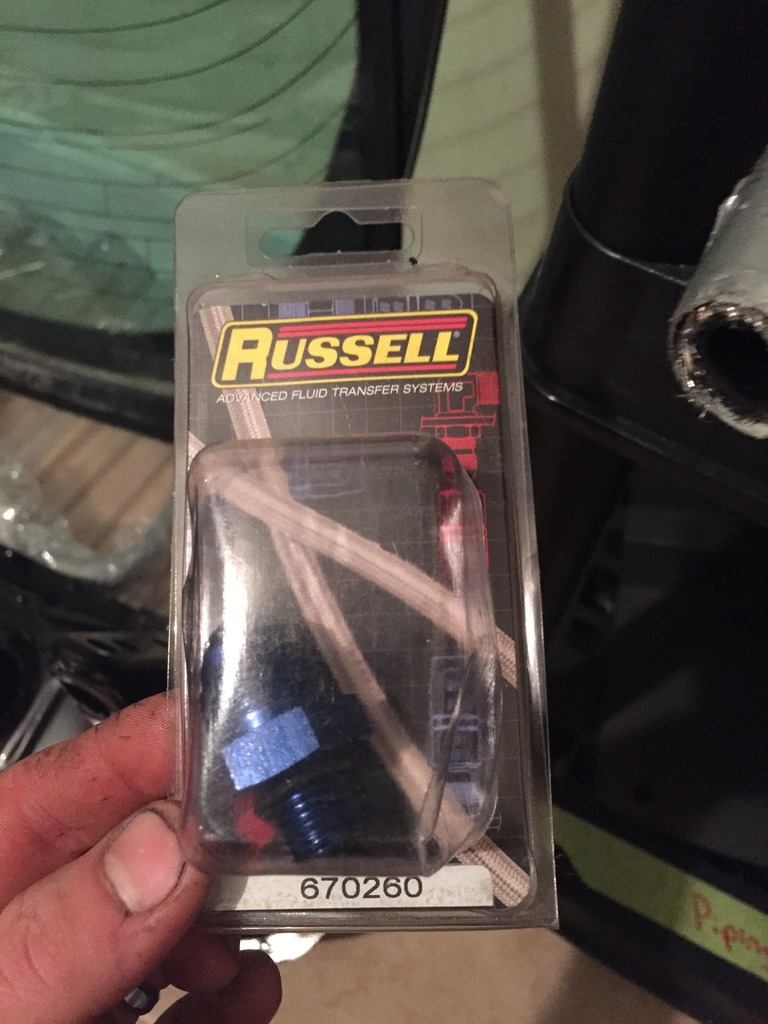 RUSSELL®
ADVANCED FLUID TRANSFER SYSTEMS
670260